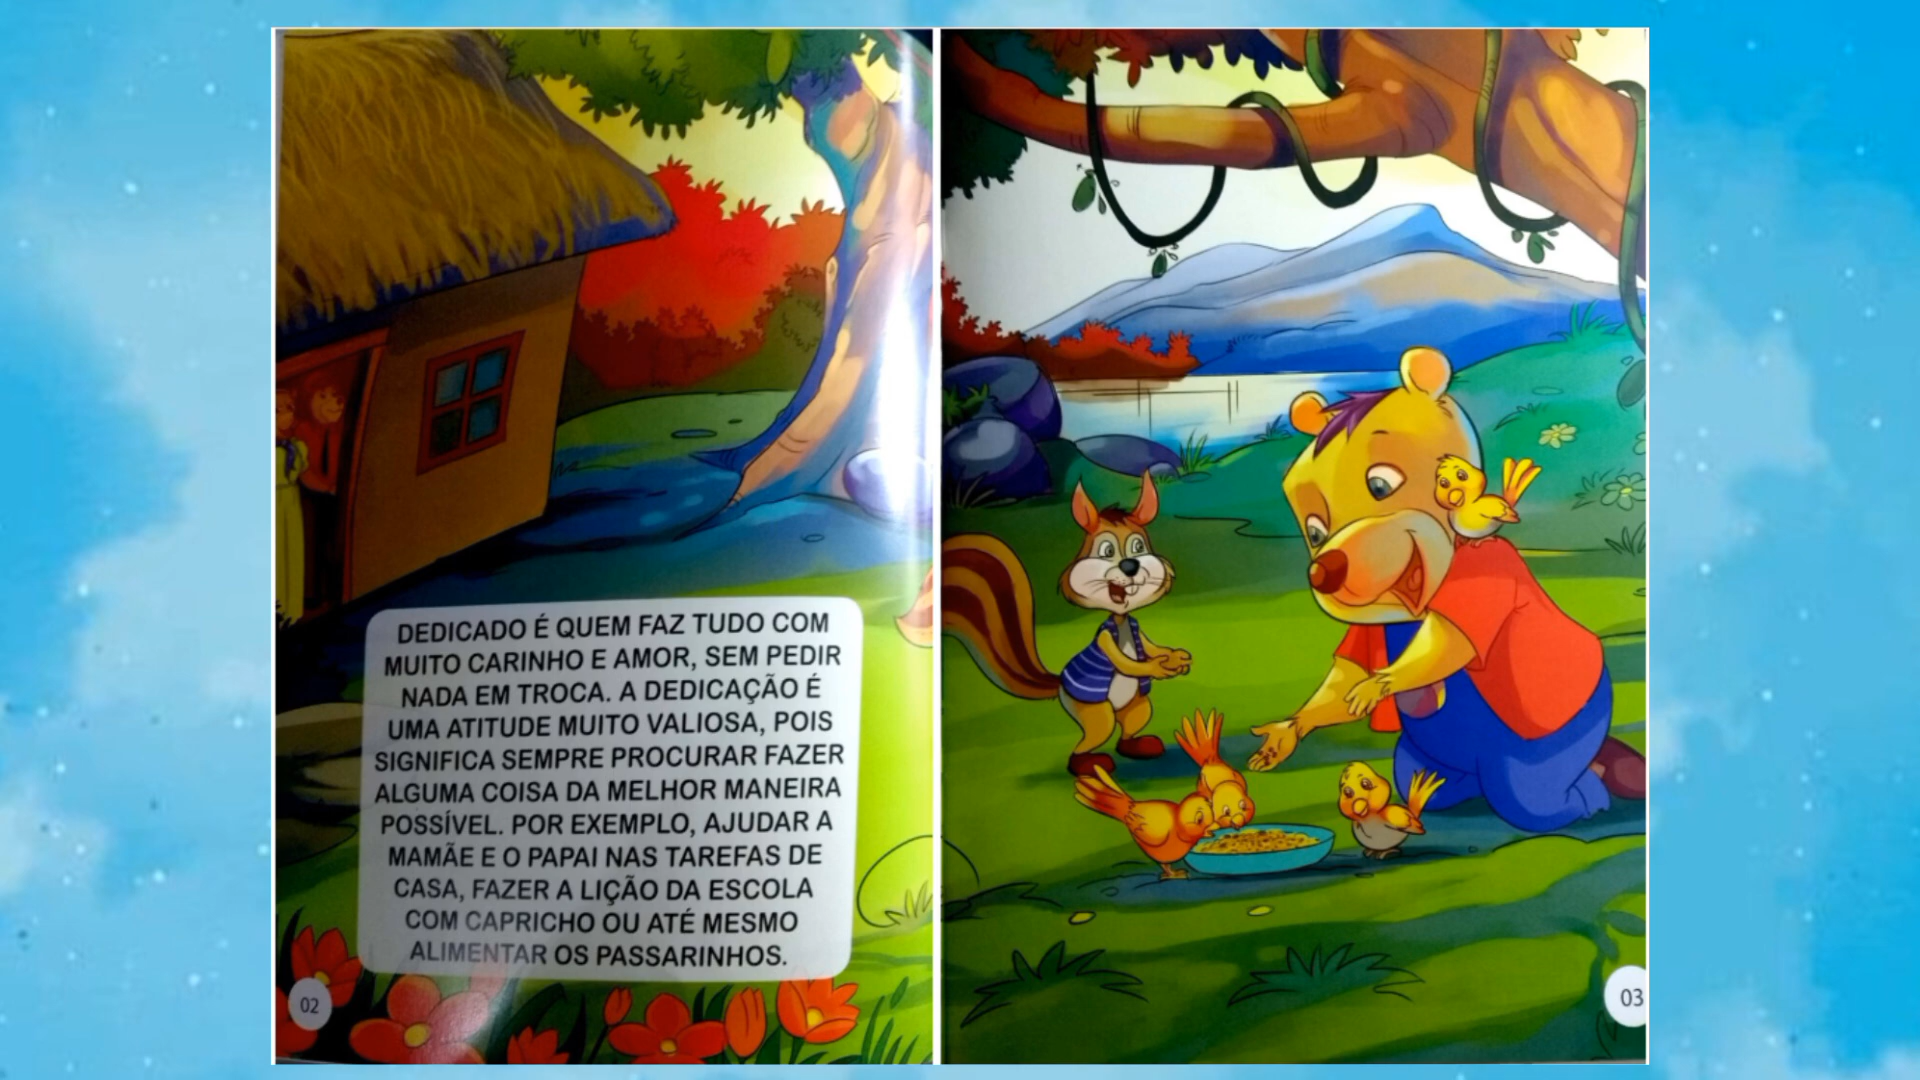 DEDICADO É QUEM FAZ TUDO COM
MUITO CARINHO E AMOR, SEM PEDIR
NADA EM TROCA. A DEDICAÇÃO É
UMA ATITUDE MUITO VALIOSA, POIS
SIGNIFICA SEMPRE PROCURAR FAZER
ALGUMA COISA DA MELHOR MANEIRA
POSSÍVEL. POR EXEMPLO, AJUDAR A
MAMÃE E O PAPAI NAS TAREFAS DE
CASA, FAZER A LIÇÃO DA ESCOLA
COM CAPRICHO OU ATÉ MESMO
ALIMENTAR OS PASSARINHOS.
02
03